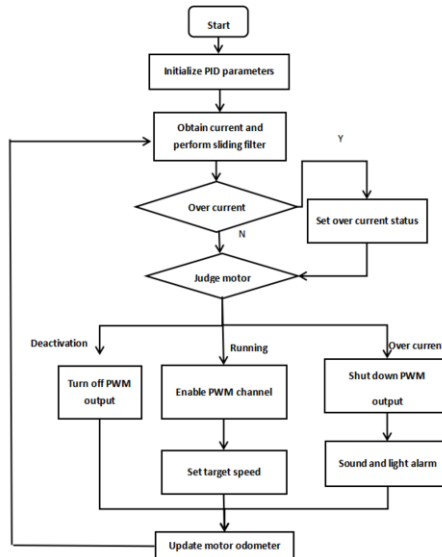 Start
Initialize PID parameters
Obtain current and
perform sliding filter
Y
Over current
Set over current status
N
Judge motor
Deactivation
Running
Over current
Turn off PWM
output
Enable PWM channel
Shut down PWM
output
Set target speed
Sound and light alarm
Update motor odometer